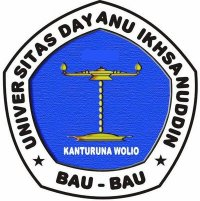 UNIVERSITAS DAYANU IKHSANUDDIN
KANTURUNA WOLIO
BAU - BAU